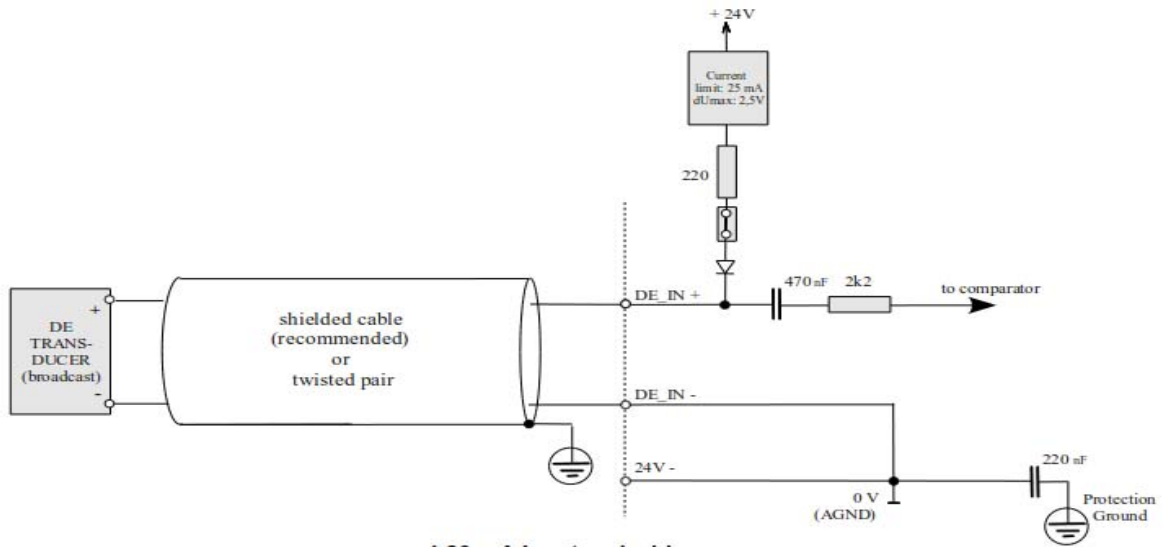 + 24V
Current
limit: 25 mA
dUmax: 2,5V
220
470 nF
2k2
to comparator
DE_IN +
+
DE
TRANS-
DUCER
(broadcast)
-
shielded cable
(recommended)
or
twisted pair
DE_IN -
24V -
0 V
(AGND)
220 nF
Protection
Ground